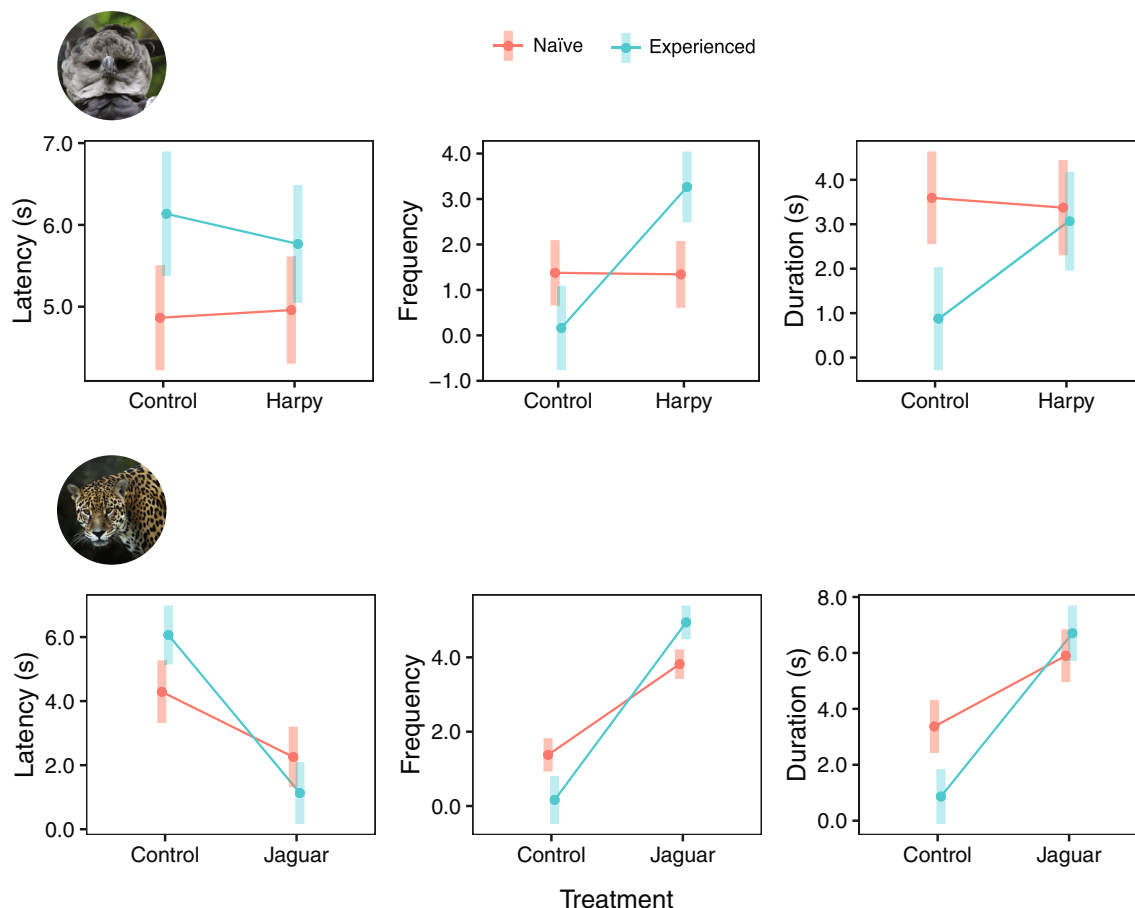 Naïve Experienced
Latency (s)
7.0
6.0
5.0
Control Harpy
Frequency
4.0
3.0
2.0
1.0
0.0
−1.0
Control Harpy
Duration (s)
4.0
3.0
2.0
1.0
0.0
Control Harpy
Latency (s)
6.0
4.0
2.0
0.0
Control Jaguar
Frequency
4.0
2.0
0.0
Control Jaguar
Duration (s)
8.0
6.0
4.0
2.0
0.0
Control Jaguar
Treatment